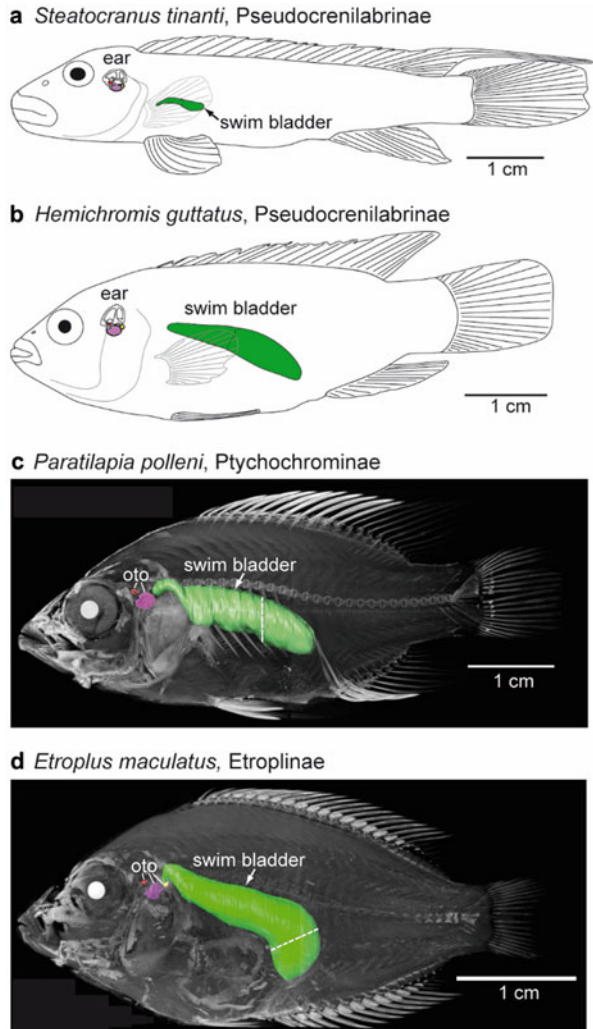 a Steatocranus tinanti, Pseudocrenilabrinae
ear
swim bladder
1 cm
b Hemichromis guttatus, Pseudocrenilabrinae
ear
swim bladder
1 cm
c Paratilapia polleni, Ptychochrominae
swim bladder
oto
1 cm
d Etroplus maculatus, Etroplinae
swim bladder
oto
1 cm